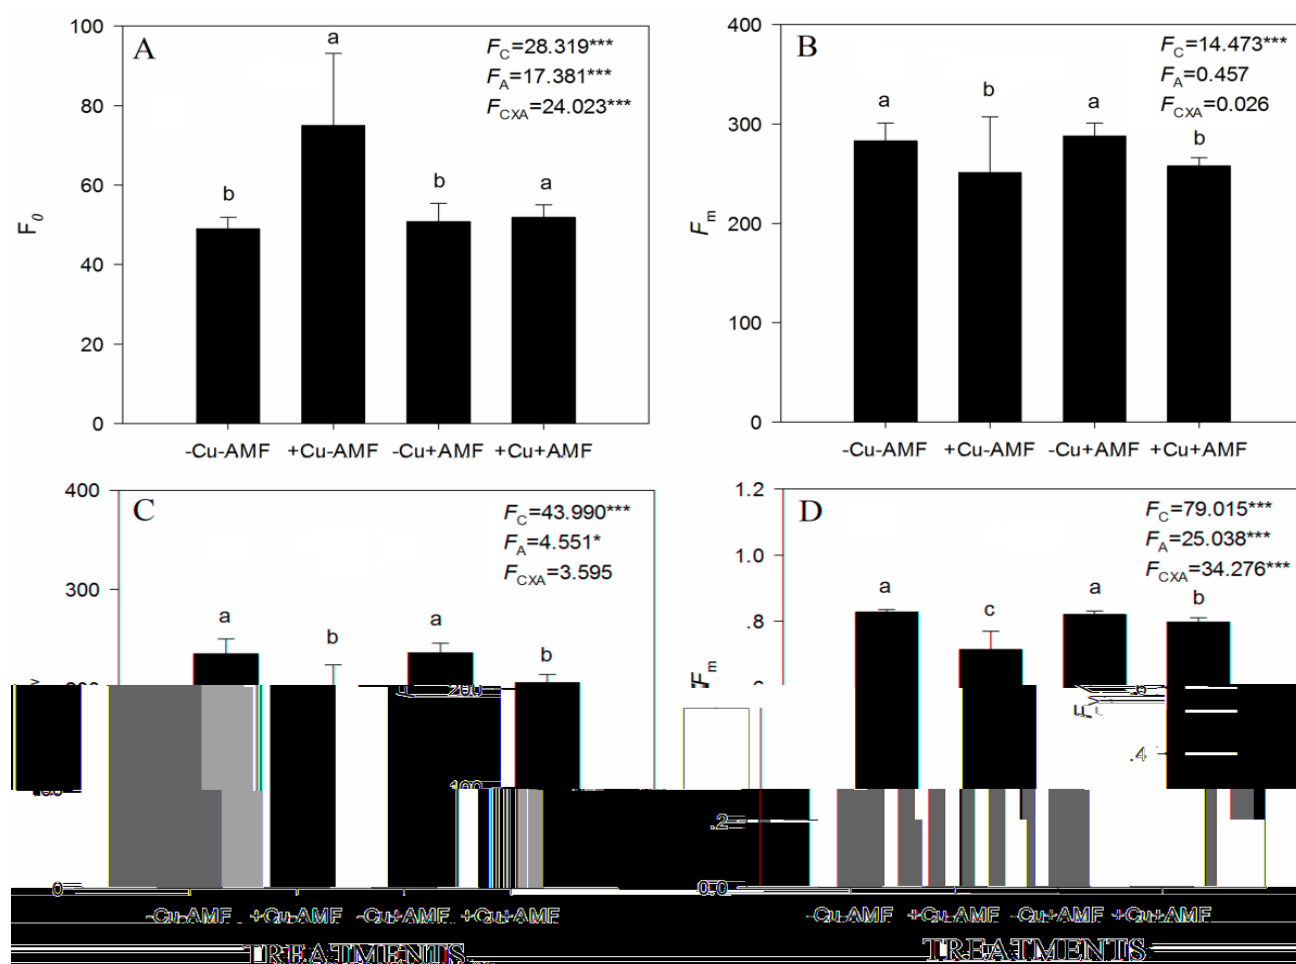 A
F_C=28.319***
F_A=17.381***
F_CXA=24.023***
100
80
60
40
20
0
F_0
b
a
b
a
-Cu-AMF +Cu-AMF -Cu+AMF +Cu+AMF
B
F_C=14.473***
F_A=0.457
F_CXA=0.026
400
300
200
100
0
F_m
a
b
a
b
-Cu-AMF +Cu-AMF -Cu+AMF +Cu+AMF
C
F_C=43.990***
F_A=4.551*
F_CXA=3.595
400
300
200
100
0
a
b
a
b
-Cu-AMF +Cu-AMF -Cu+AMF +Cu+AMF
TREATMENTS
D
F_C=79.015***
F_A=25.038***
F_CXA=34.276***
1.2
1.0
.8
.6
.4
.2
0.0
a
c
a
b
-Cu-AMF +Cu-AMF -Cu+AMF +Cu+AMF
TREATMENTS